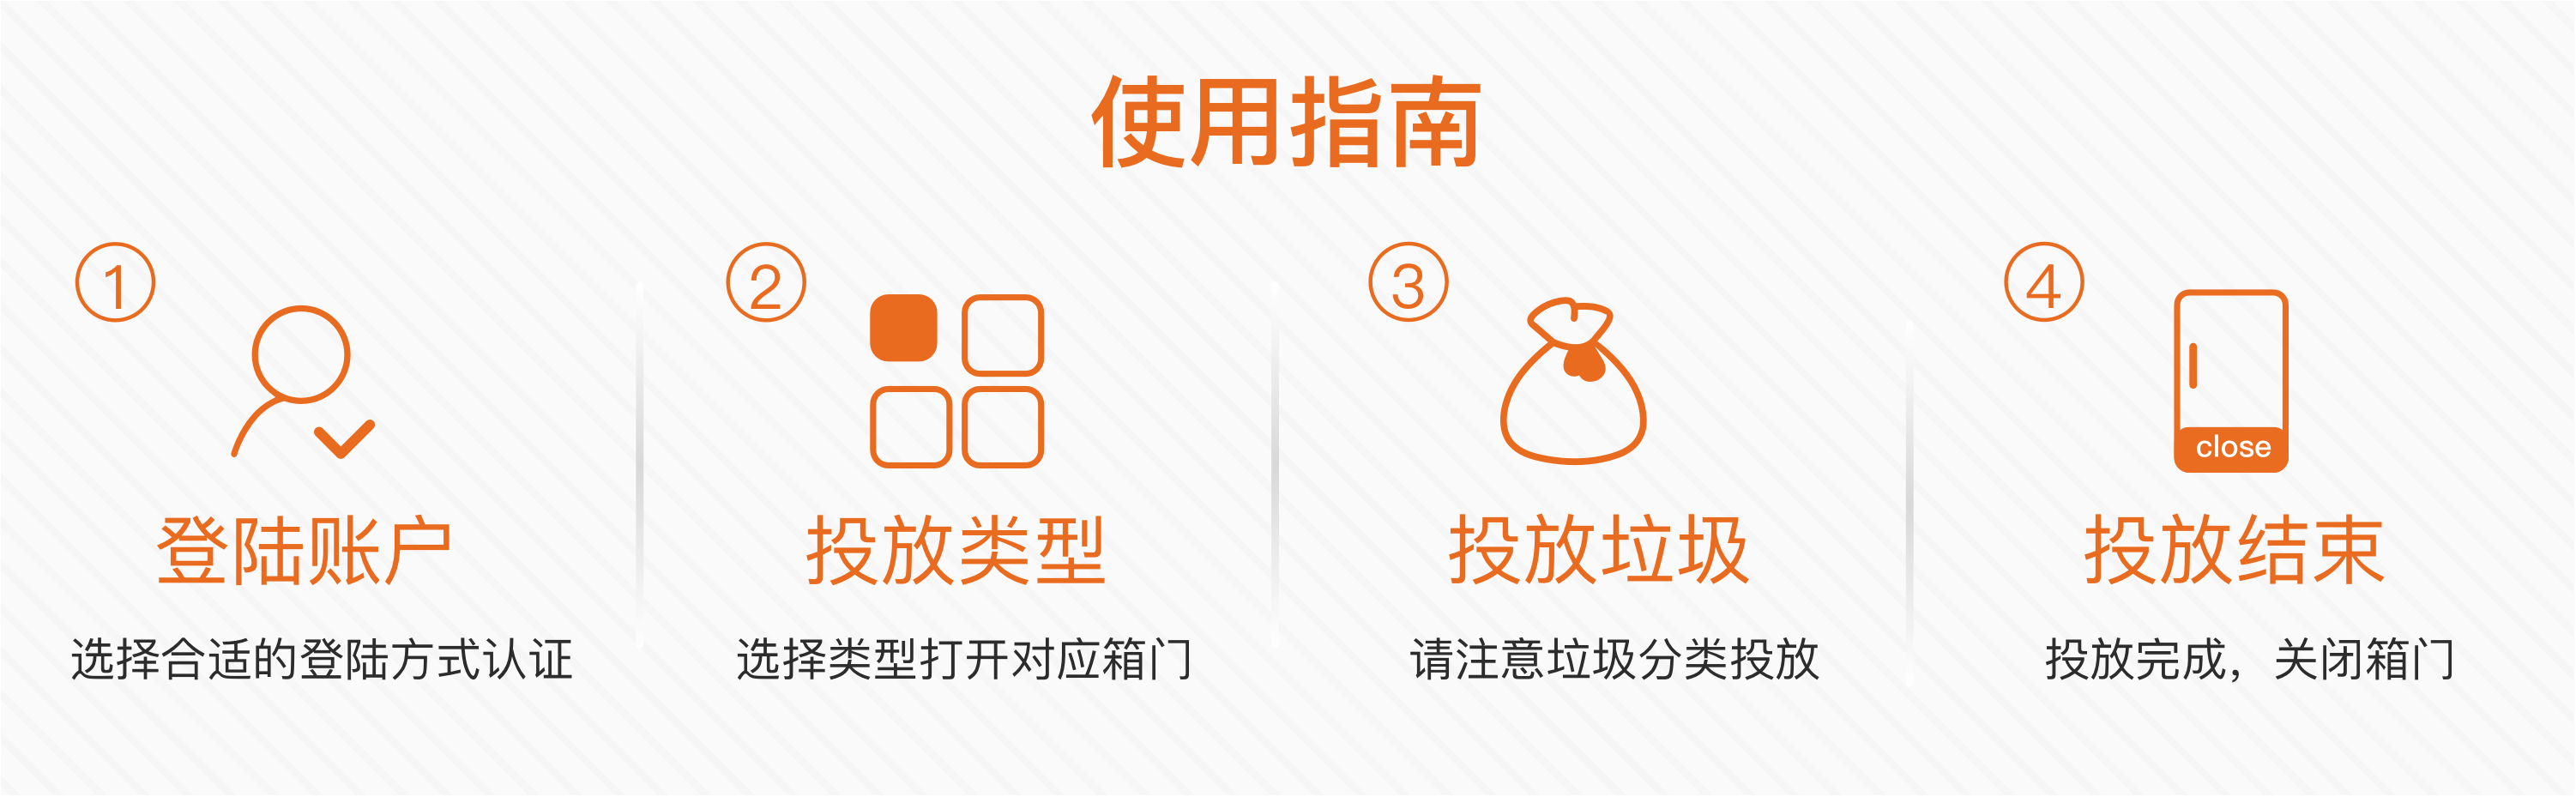 使用指南
1
登陆账户
选择合适的登陆方式认证
2
投放类型
选择类型打开对应箱门
3
投放垃圾
请注意垃圾分类投放
4
close
投放结束
投放完成，关闭箱门